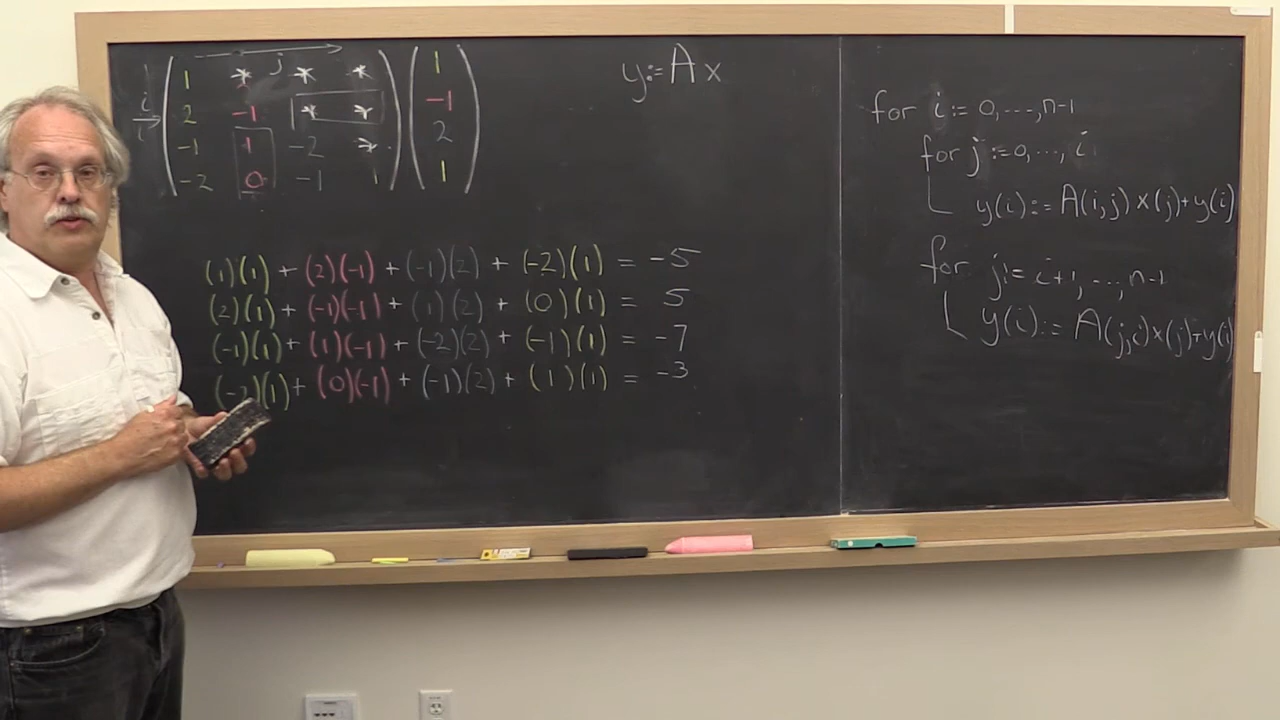 j
1 * * *
i 2 -1 * *
-1 1 -2 *
-2 0 -1 1
1
-1
2
1
y:=Ax
(1)(1) + (2)(-1) + (-1)(2) + (-2)(1) = -5
(2)(1) + (-1)(-1) + (1)(2) + (0)(1) = 5
(-1)(1) + (1)(-1) + (-2)(2) + (-1)(1) = -7
(-2)(1) + (0)(-1) + (-1)(2) + (1)(1) = -3
for i := 0,...,n-1
for j := 0,...,i
y(i) := A(i,j) x(j) + y(i)
for j := i+1,...,n-1
y(i) := A(j,i) x(j) + y(i)